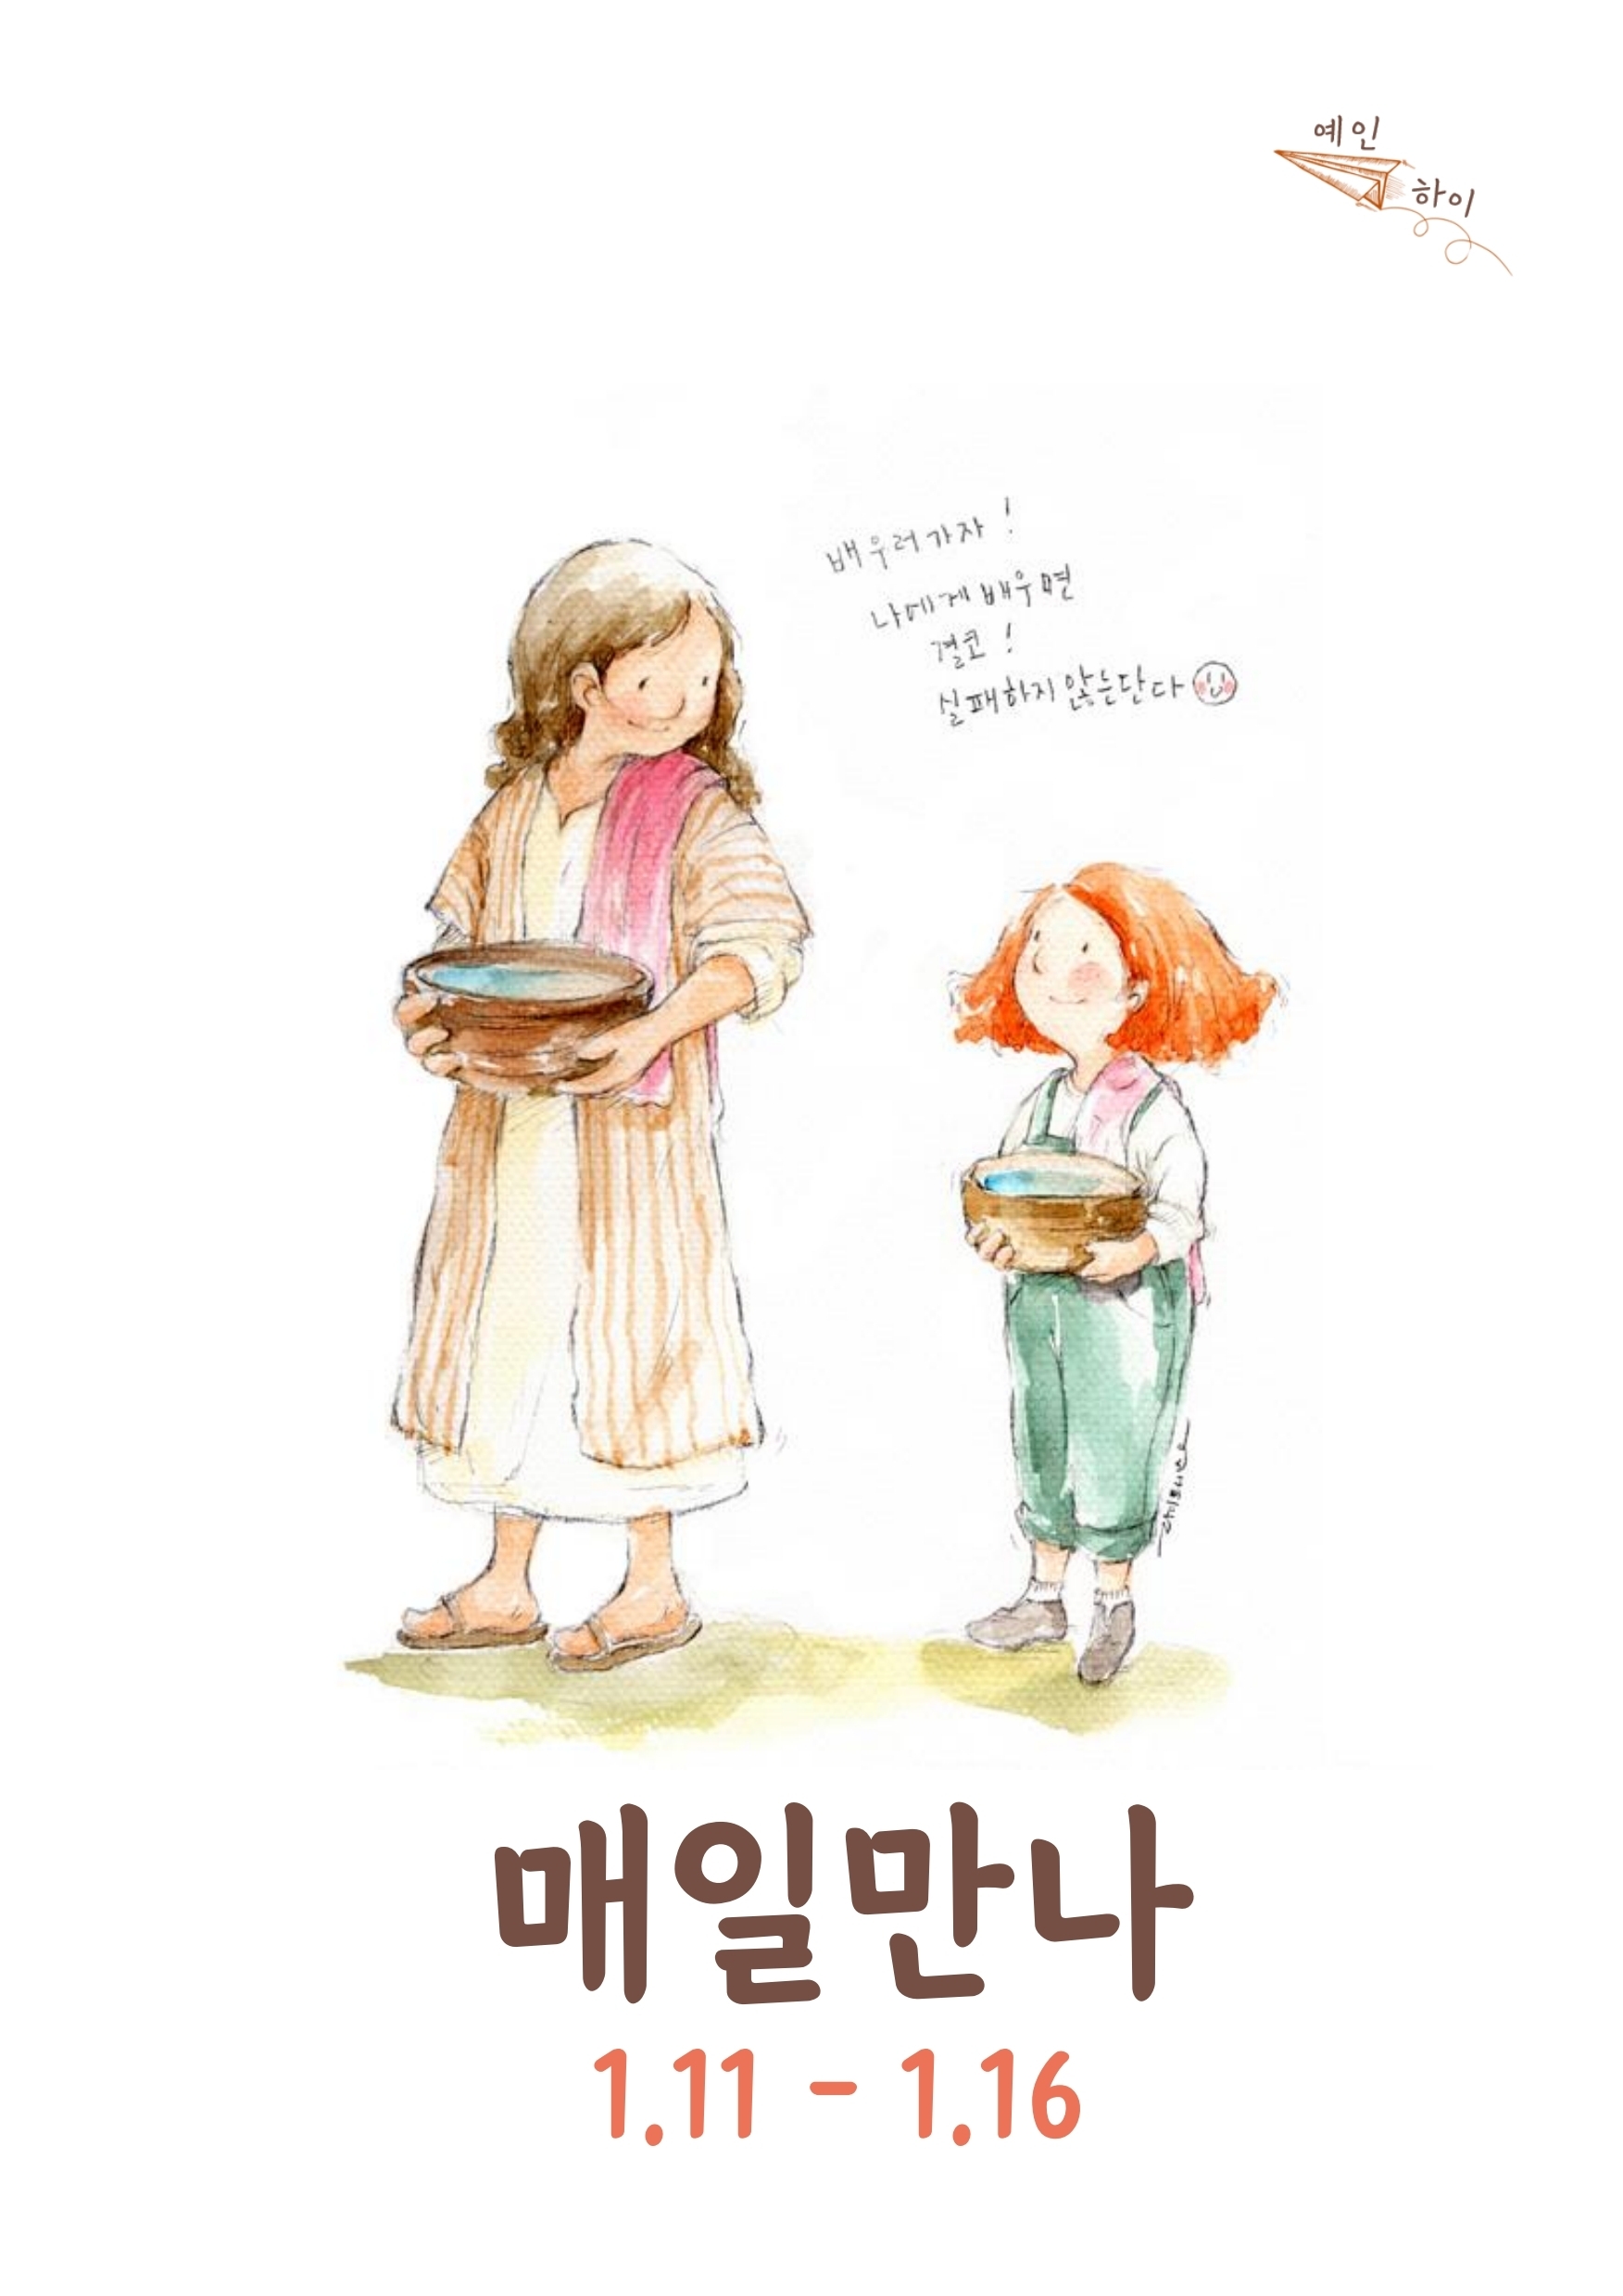 예인
하이
배우러가자 !
나에게 배우면
결코 !
실패하지 않는단다
매일만나
1.11 - 1.16